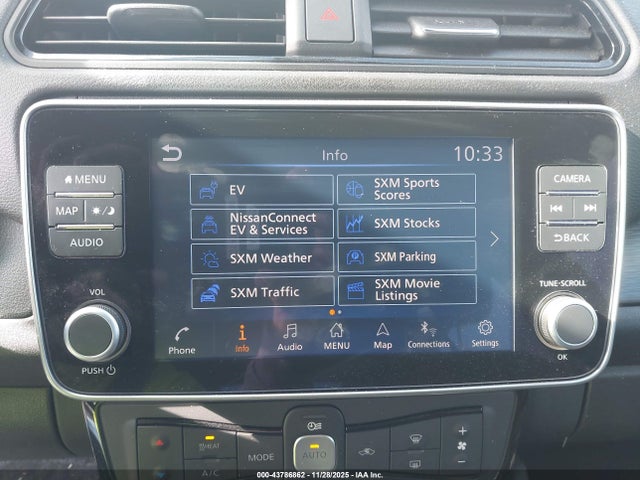 Info
10:33
EV
SXM Sports
Scores
NissanConnect
EV & Services
SXM Stocks
SXM Weather
SXM Parking
SXM Traffic
SXM Movie
Listings
Phone
Info
Audio
MENU
Map
Connections
Settings
MENU
MAP
AUDIO
VOL
PUSH
CAMERA
BACK
TUNE·SCROLL
OK
HEAT
A/C
MODE
AUTO
000-43786862 11/28/2025 - IAA Inc.